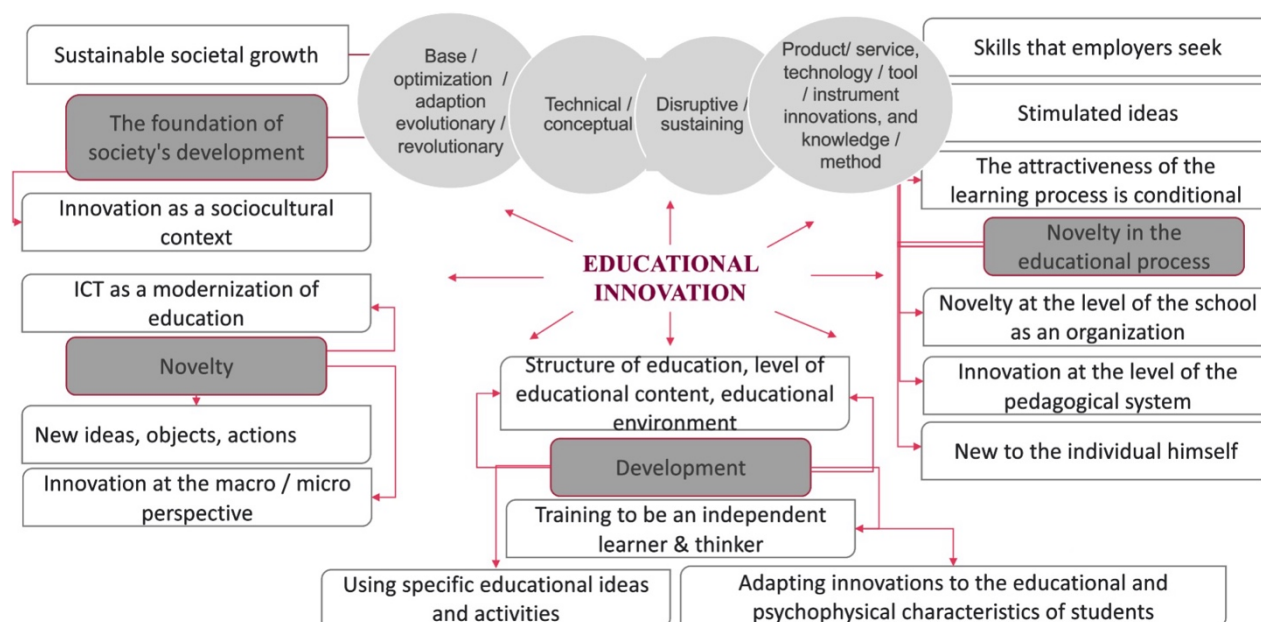 Sustainable societal growth
The foundation of
society's development
Innovation as a sociocultural
context
ICT as a modernization of
education
Novelty
New ideas, objects, actions
Innovation at the macro / micro
perspective
Base /
optimization /
adaption
evolutionary /
revolutionary
Technical /
conceptual
Disruptive /
sustaining
Product/ service,
technology / tool
/ instrument
innovations, and
knowledge /
method
EDUCATIONAL
INNOVATION
Structure of education, level of
educational content, educational
environment
Development
Training to be an independent
learner & thinker
Using specific educational ideas
and activities
Adapting innovations to the educational and
psychophysical characteristics of students
Skills that employers seek
Stimulated ideas
The attractiveness of the
learning process is conditional
Novelty in the
educational process
Novelty at the level of the school
as an organization
Innovation at the level of the
pedagogical system
New to the individual himself